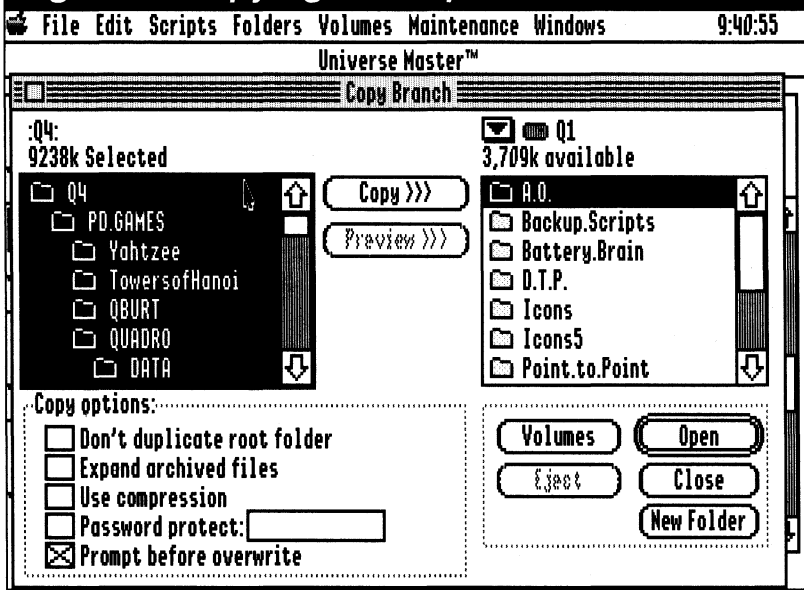 File Edit Scripts Folders Volumes Maintenance Windows 9:40:55
Universe Master™
Copy Branch
:Q4:
9238k Selected
Q1
3,709k available
Q4
PD.GAMES
Yahtzee
TowersofHanoi
QBURT
QUADRO
DATA
Copy >>>
Preview >>>
A.O.
Backup.Scripts
Battery.Brain
D.T.P.
Icons
Icons5
Point.to.Point
Copy options:
Don't duplicate root folder
Expand archived files
Use compression
Password protect:
Prompt before overwrite
Volumes
Open
Eject
Close
New Folder